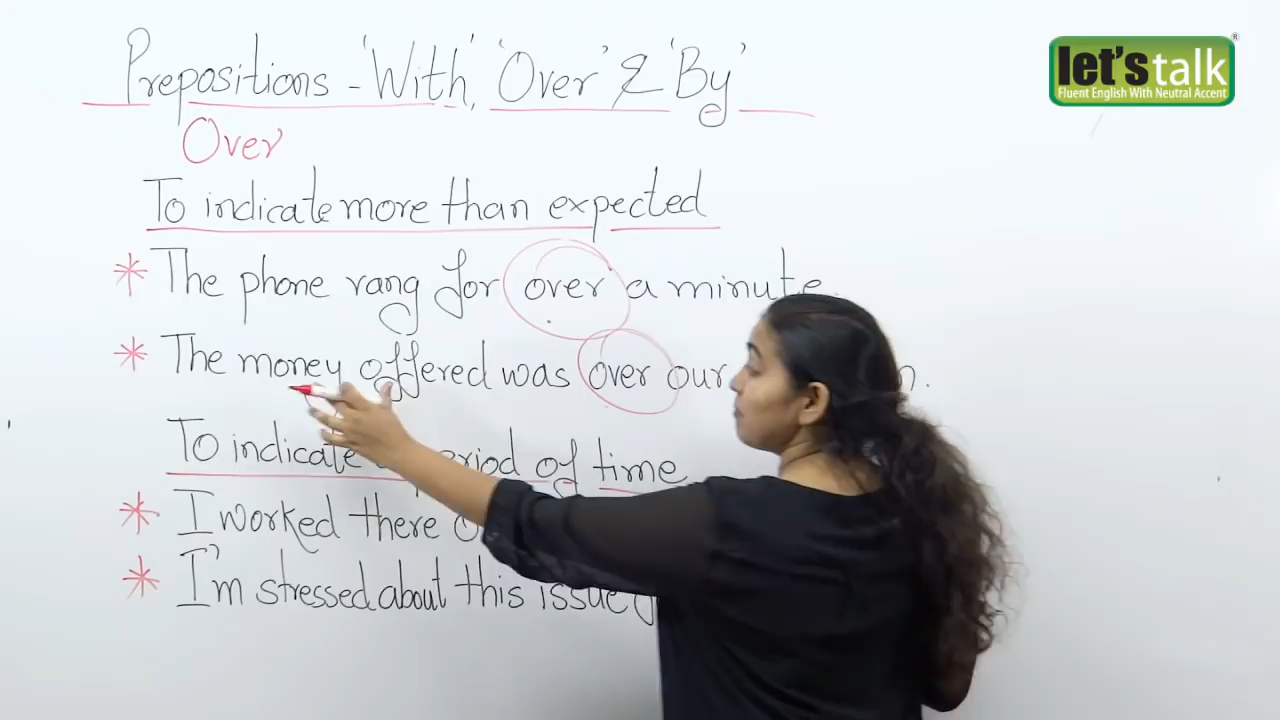 Prepositions - 'With', 'Over' & 'By'
let's talk®
Fluent English With Neutral Accent
Over
To indicate more than expected
* The phone rang for over a minute.
* The money offered was over our
To indicate period of time
* I worked there
* I'm stressed about this issue